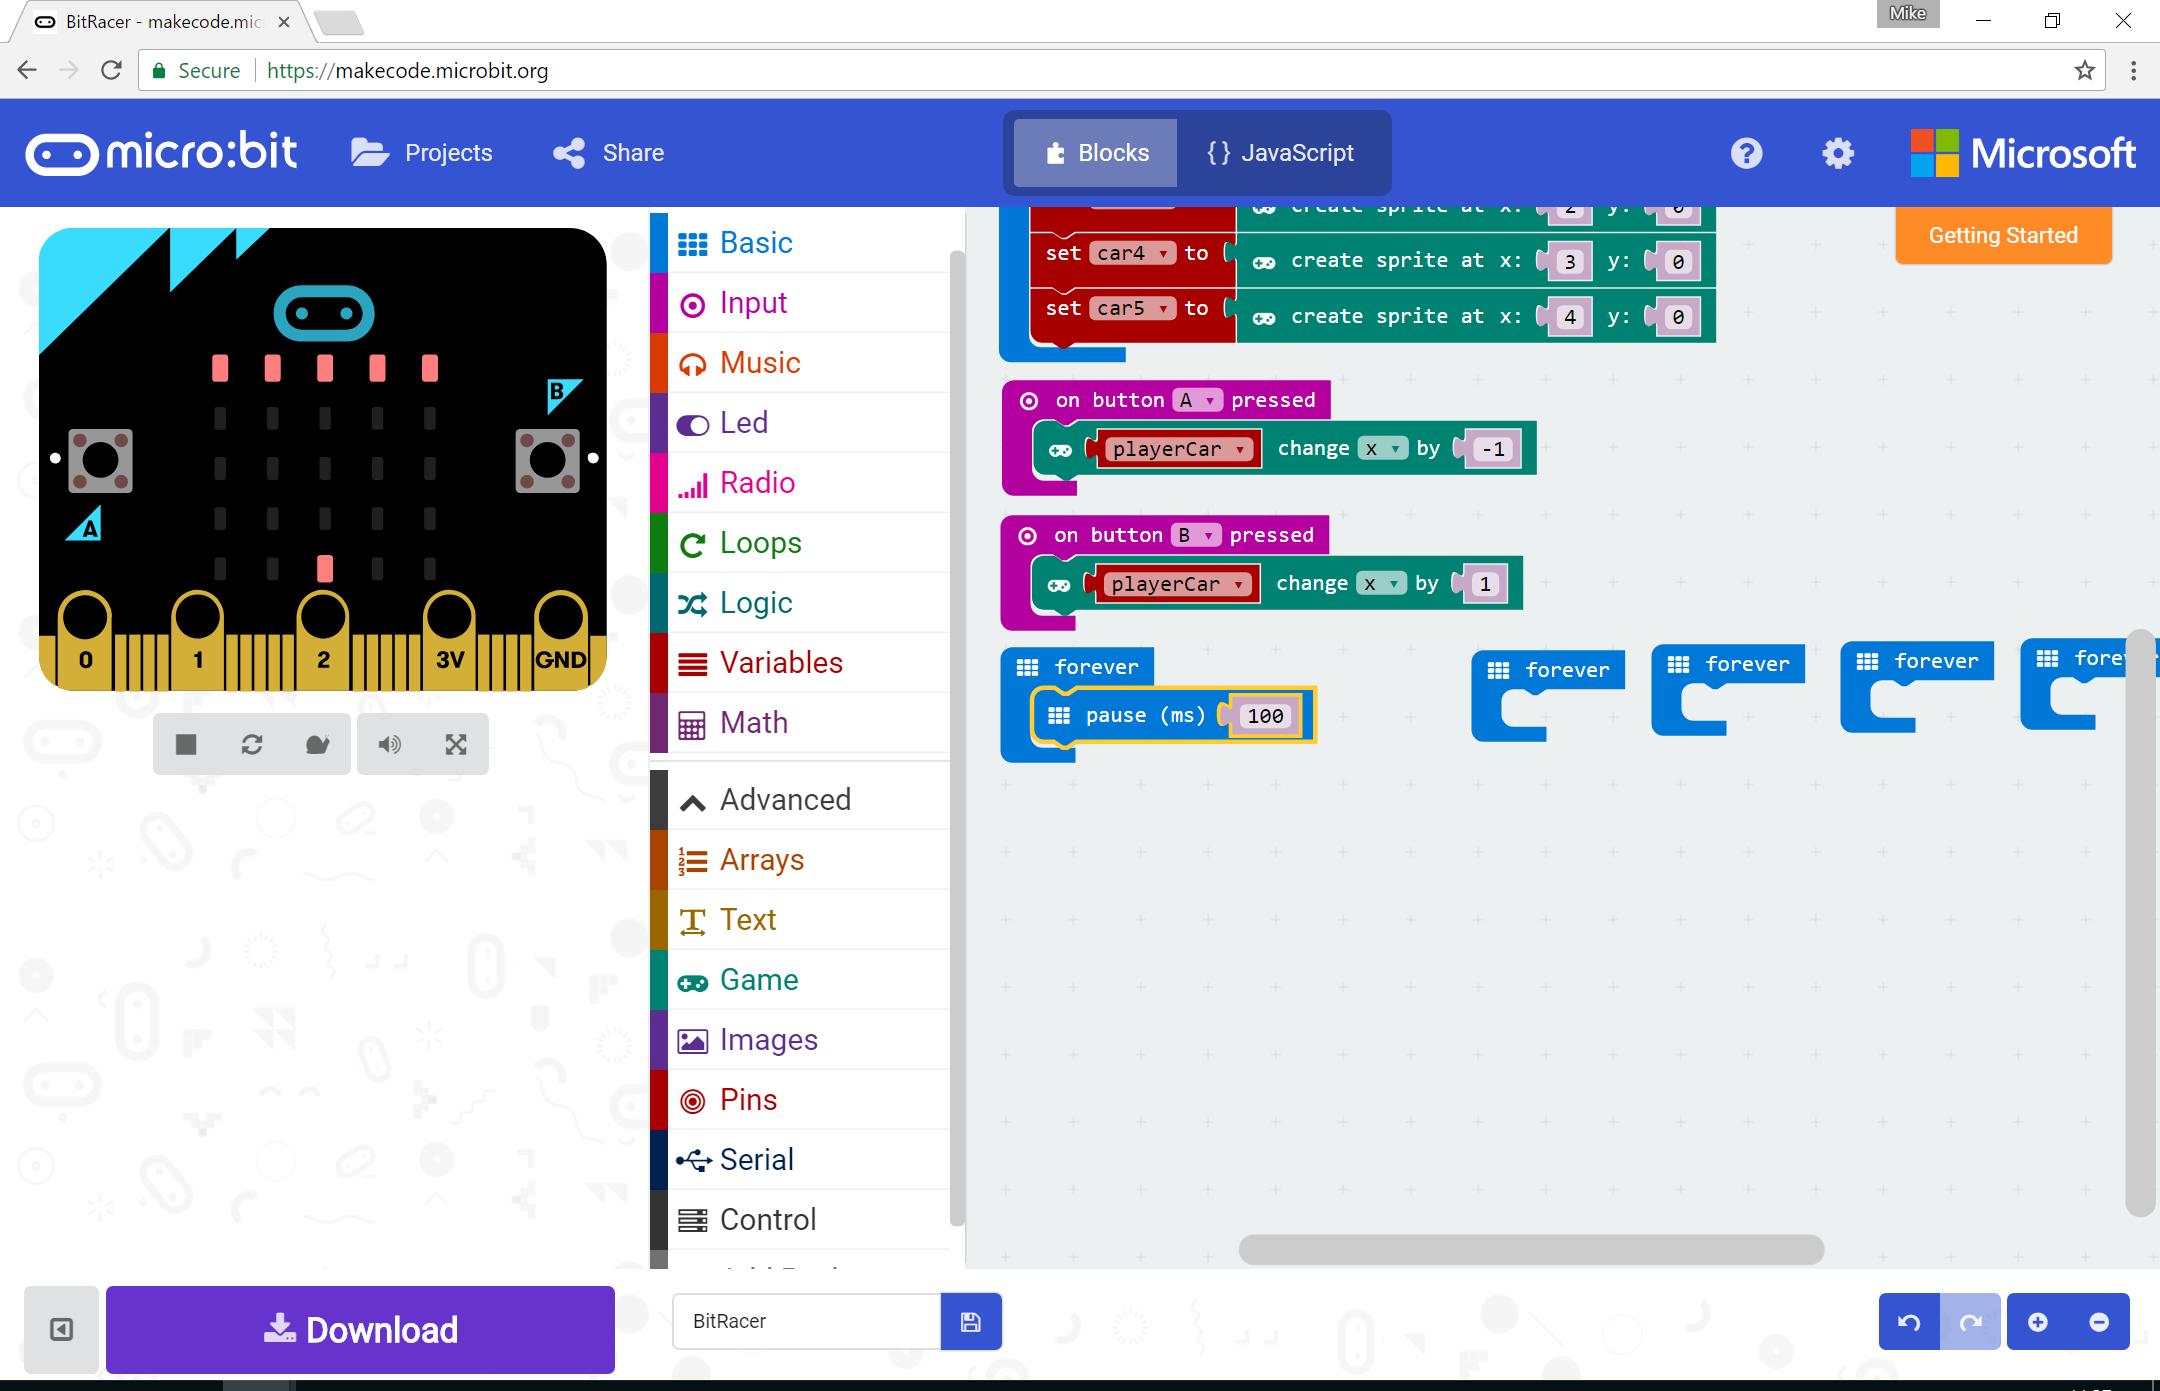 BitRacer - makecode.mic
Mike
Secure
https://makecode.microbit.org
micro:bit
Projects
Share
Blocks
{} JavaScript
?
Microsoft
Getting Started
B
A
0
1
2
3V
GND
Basic
Input
Music
Led
Radio
Loops
Logic
Variables
Math
Advanced
Arrays
Text
Game
Images
Pins
Serial
Control
create sprite at x: 2 y: 0
set car4 to create sprite at x: 3 y: 0
set car5 to create sprite at x: 4 y: 0
on button A pressed
playerCar change x by -1
on button B pressed
playerCar change x by 1
forever
pause (ms) 100
forever
forever
forever
fore
Download
BitRacer